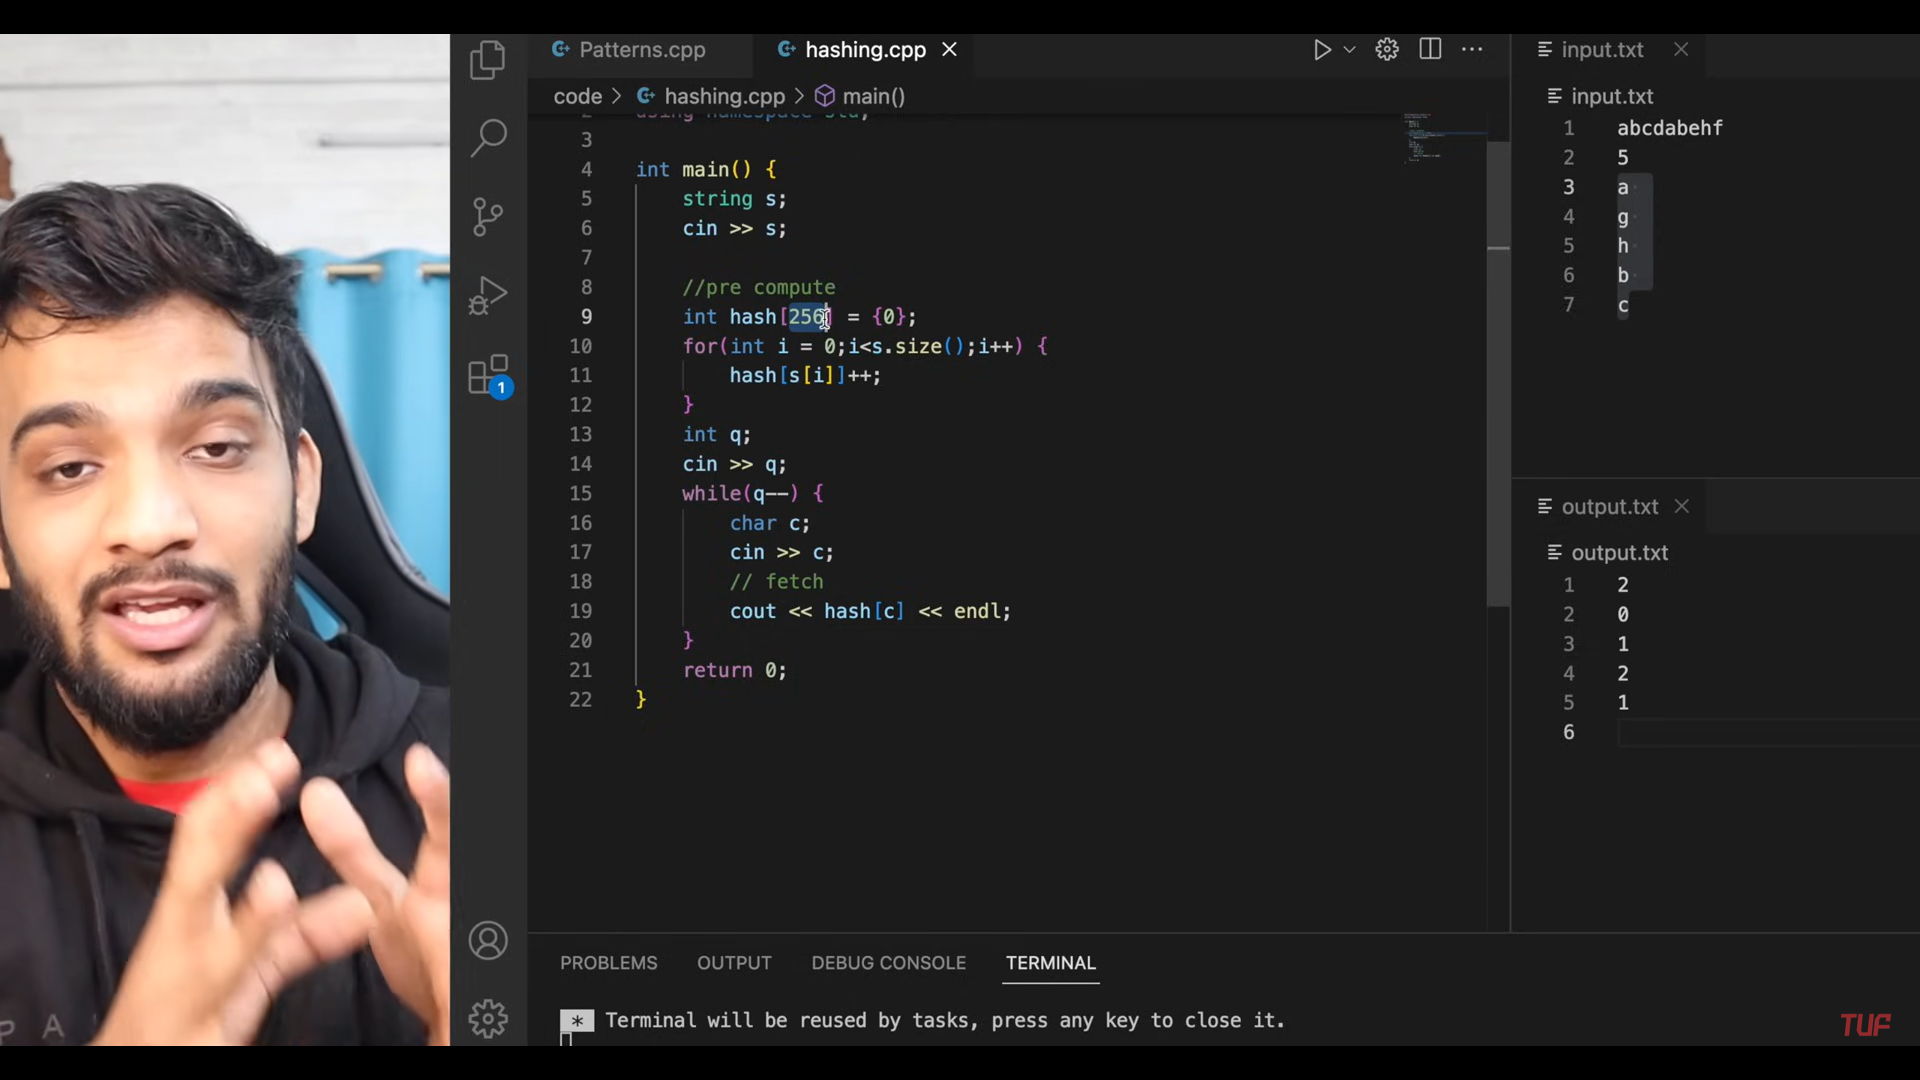 Patterns.cpp
hashing.cpp
code > hashing.cpp > main()
2 using namespace std;
3
4 int main() {
5 string s;
6 cin >> s;
7
8 //pre compute
9 int hash[256] = {0};
10 for(int i = 0;i<s.size();i++) {
11 hash[s[i]]++;
12 }
13 int q;
14 cin >> q;
15 while(q--) {
16 char c;
17 cin >> c;
18 // fetch
19 cout << hash[c] << endl;
20 }
21 return 0;
22 }
1
input.txt
input.txt
1 abcdabehf
2 5
3 a
4 g
5 h
6 b
7 c
output.txt
output.txt
1 2
2 0
3 1
4 2
5 1
6
PROBLEMS OUTPUT DEBUG CONSOLE TERMINAL
* Terminal will be reused by tasks, press any key to close it.
P A
TUF